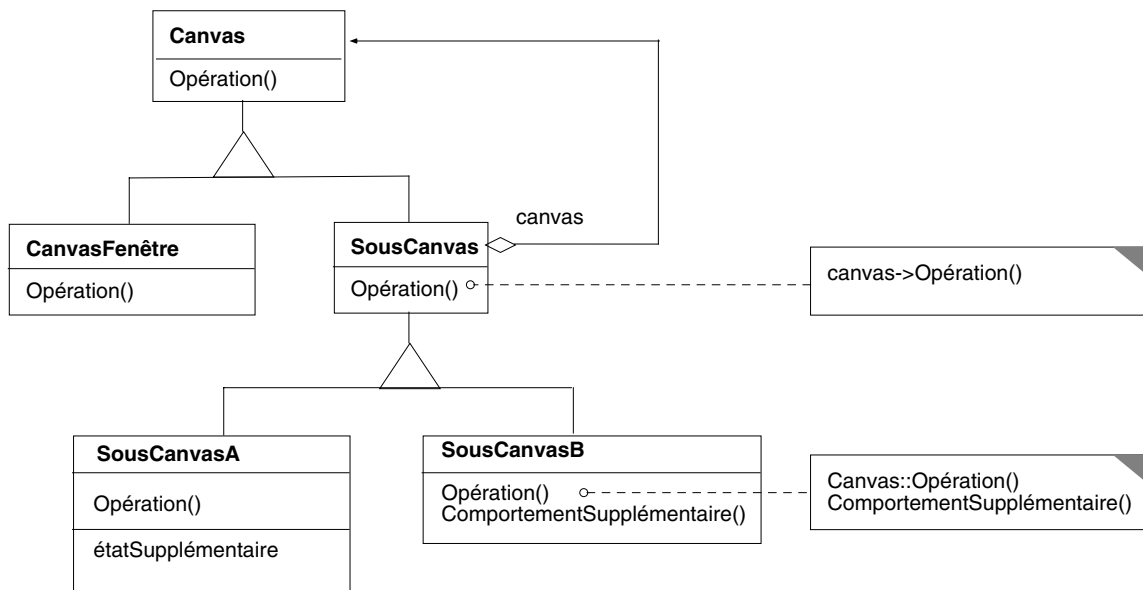 Canvas
Opération()
canvas
CanvasFenêtre
Opération()
SousCanvas
Opération()
canvas->Opération()
SousCanvasA
Opération()
étatSupplémentaire
SousCanvasB
Opération()
ComportementSupplémentaire()
Canvas::Opération()
ComportementSupplémentaire()